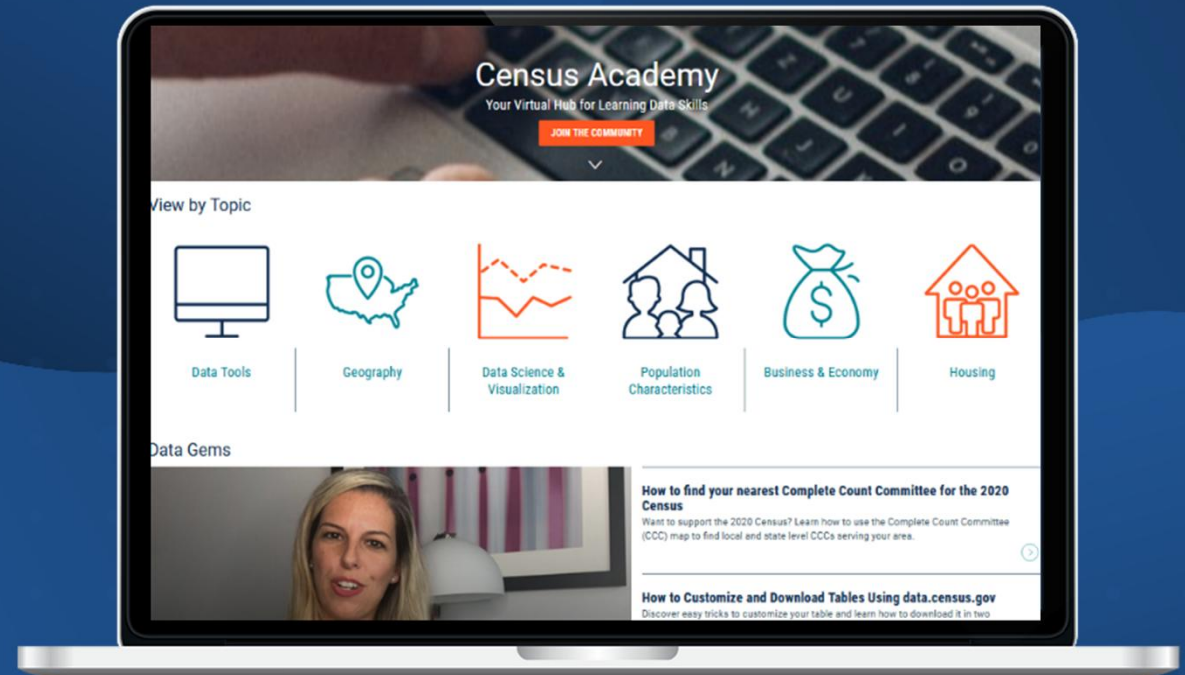 Census Academy
Your Virtual Hub for Learning Data Skills
JOIN THE COMMUNITY
View by Topic
Data Tools
Geography
Data Science &
Visualization
Population
Characteristics
Business & Economy
Housing
Data Gems
How to find your nearest Complete Count Committee for the 2020
Census
Want to support the 2020 Census? Learn how to use the Complete Count Committee
(CCC) map to find local and state level CCCs serving your area.
How to Customize and Download Tables Using data.census.gov
Discover easy tricks to customize your table and learn how to download it in two